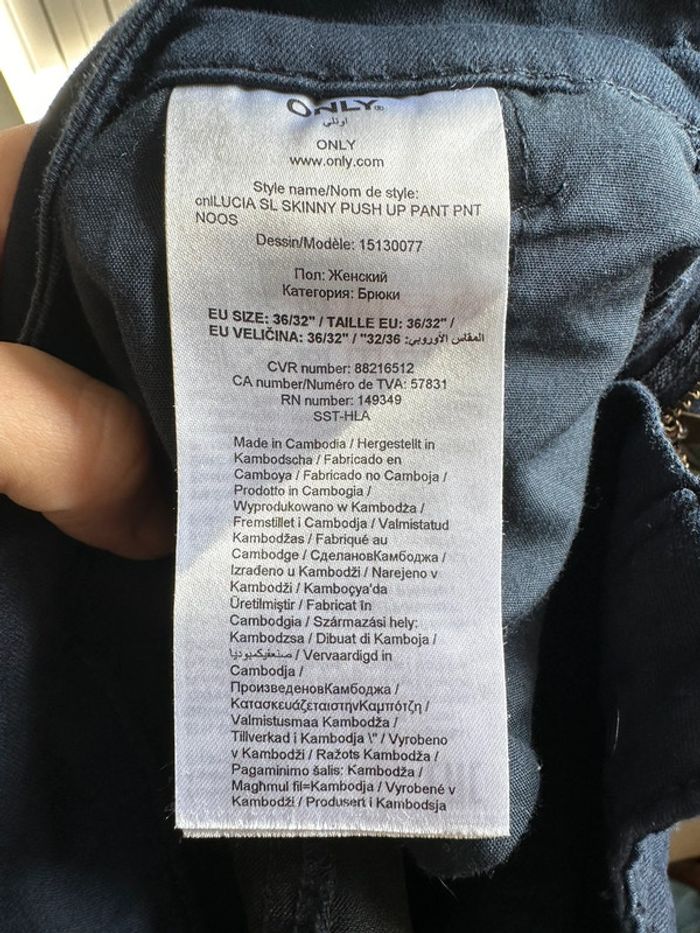 ONLY®
اونلي
ONLY
www.only.com
Style name/Nom de style:
onlLUCIA SL SKINNY PUSH UP PANT PNT
NOOS
Dessin/Modèle: 15130077
Пол: Женский
Категория: Брюки
EU SIZE: 36/32" / TAILLE EU: 36/32" /
EU VELIČINA: 36/32" / "32/36 :المقاس الأوروبي
CVR number: 88216512
CA number/Numéro de TVA: 57831
RN number: 149349
SST-HLA
Made in Cambodia / Hergestellt in
Kambodscha / Fabricado en
Camboya / Fabricado no Camboja /
Prodotto in Cambogia /
Wyprodukowano w Kambodża /
Fremstillet i Cambodja / Valmistatud
Kambodžas / Fabriqué au
Cambodge / СделановКамбоджа /
Izrađeno u Kambodži / Narejeno v
Kambodži / Kamboçya'da
Üretilmiştir / Fabricat în
Cambodgia / Származási hely:
Kambodzsa / Dibuat di Kamboja /
صنعفيكمبوديا / Vervaardigd in
Cambodja /
ПроизведеновКамбоджа /
ΚατασκευάζεταιστηνΚαμπότζη /
Valmistusmaa Kambodža /
Tillverkad i Kambodja \" / Vyrobeno
v Kambodži / Ražots Kambodža /
Pagaminimo šalis: Kambodža /
Magħmul fil=Kambodja / Vyrobené v
Kambodži / Produsert i Kambodsja